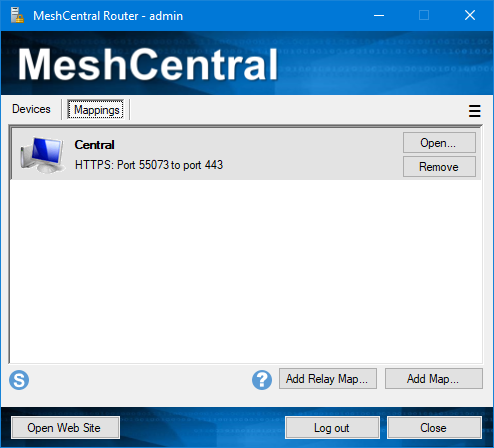 MeshCentral Router - admin
MeshCentral
Devices
Mappings
Central
Open...
HTTPS: Port 55073 to port 443
Remove
S
?
Add Relay Map...
Add Map...
Open Web Site
Log out
Close